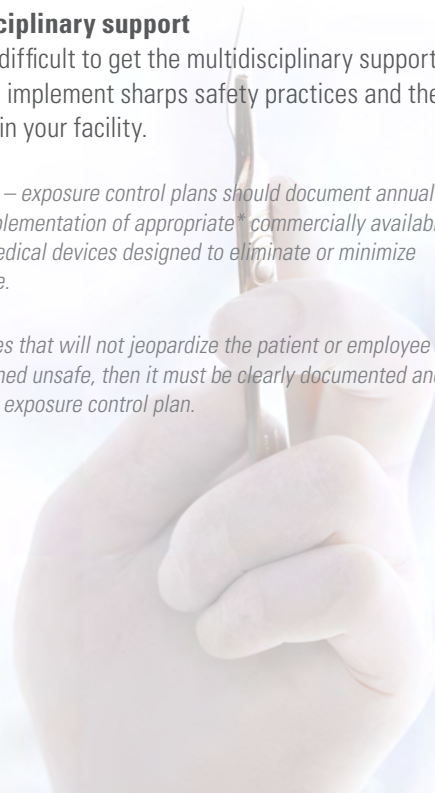 ciplinary support
difficult to get the multidisciplinary support
implement sharps safety practices and the
in your facility.
– exposure control plans should document annual
plementation of appropriate* commercially availabl
edical devices designed to eliminate or minimize
e.
es that will not jeopardize the patient or employee
ned unsafe, then it must be clearly documented and
exposure control plan.